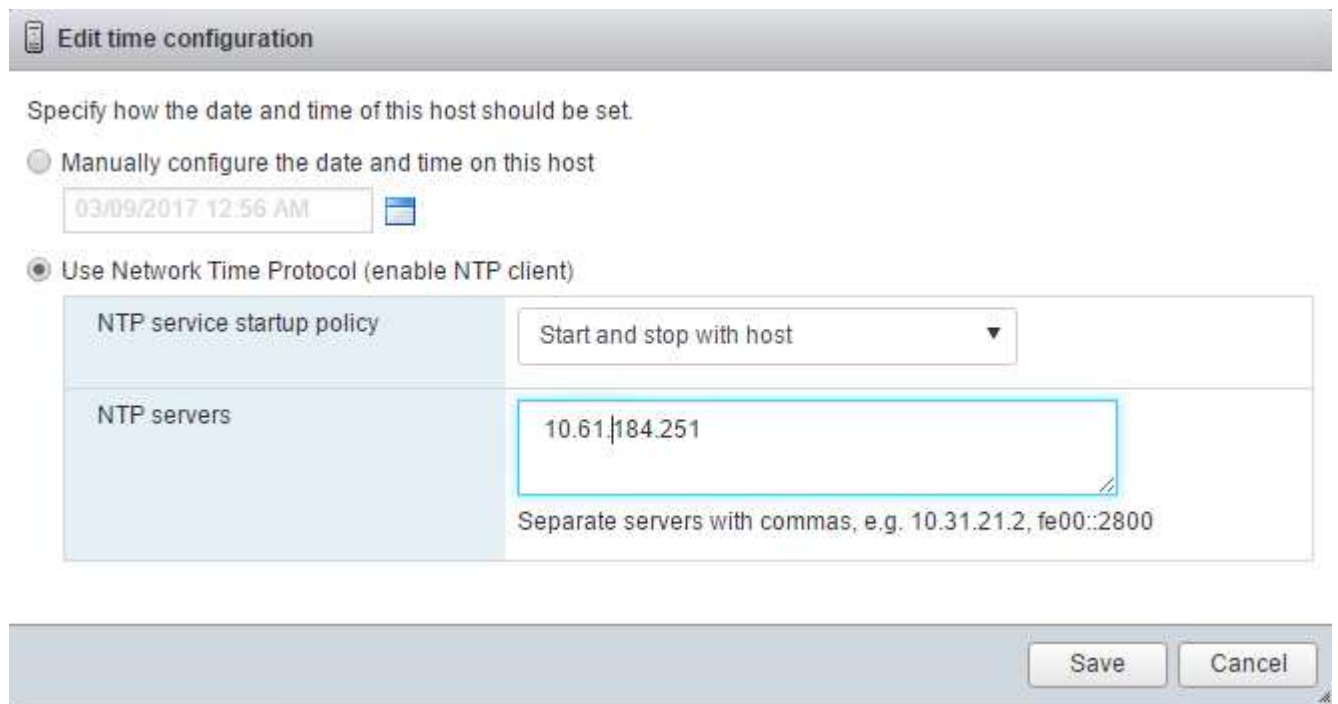 Edit time configuration
Specify how the date and time of this host should be set.
Manually configure the date and time on this host
03/09/2017 12:56 AM
Use Network Time Protocol (enable NTP client)
NTP service startup policy
Start and stop with host
NTP servers
10.61.184.251
Separate servers with commas, e.g. 10.31.21.2, fe00::2800
Save
Cancel